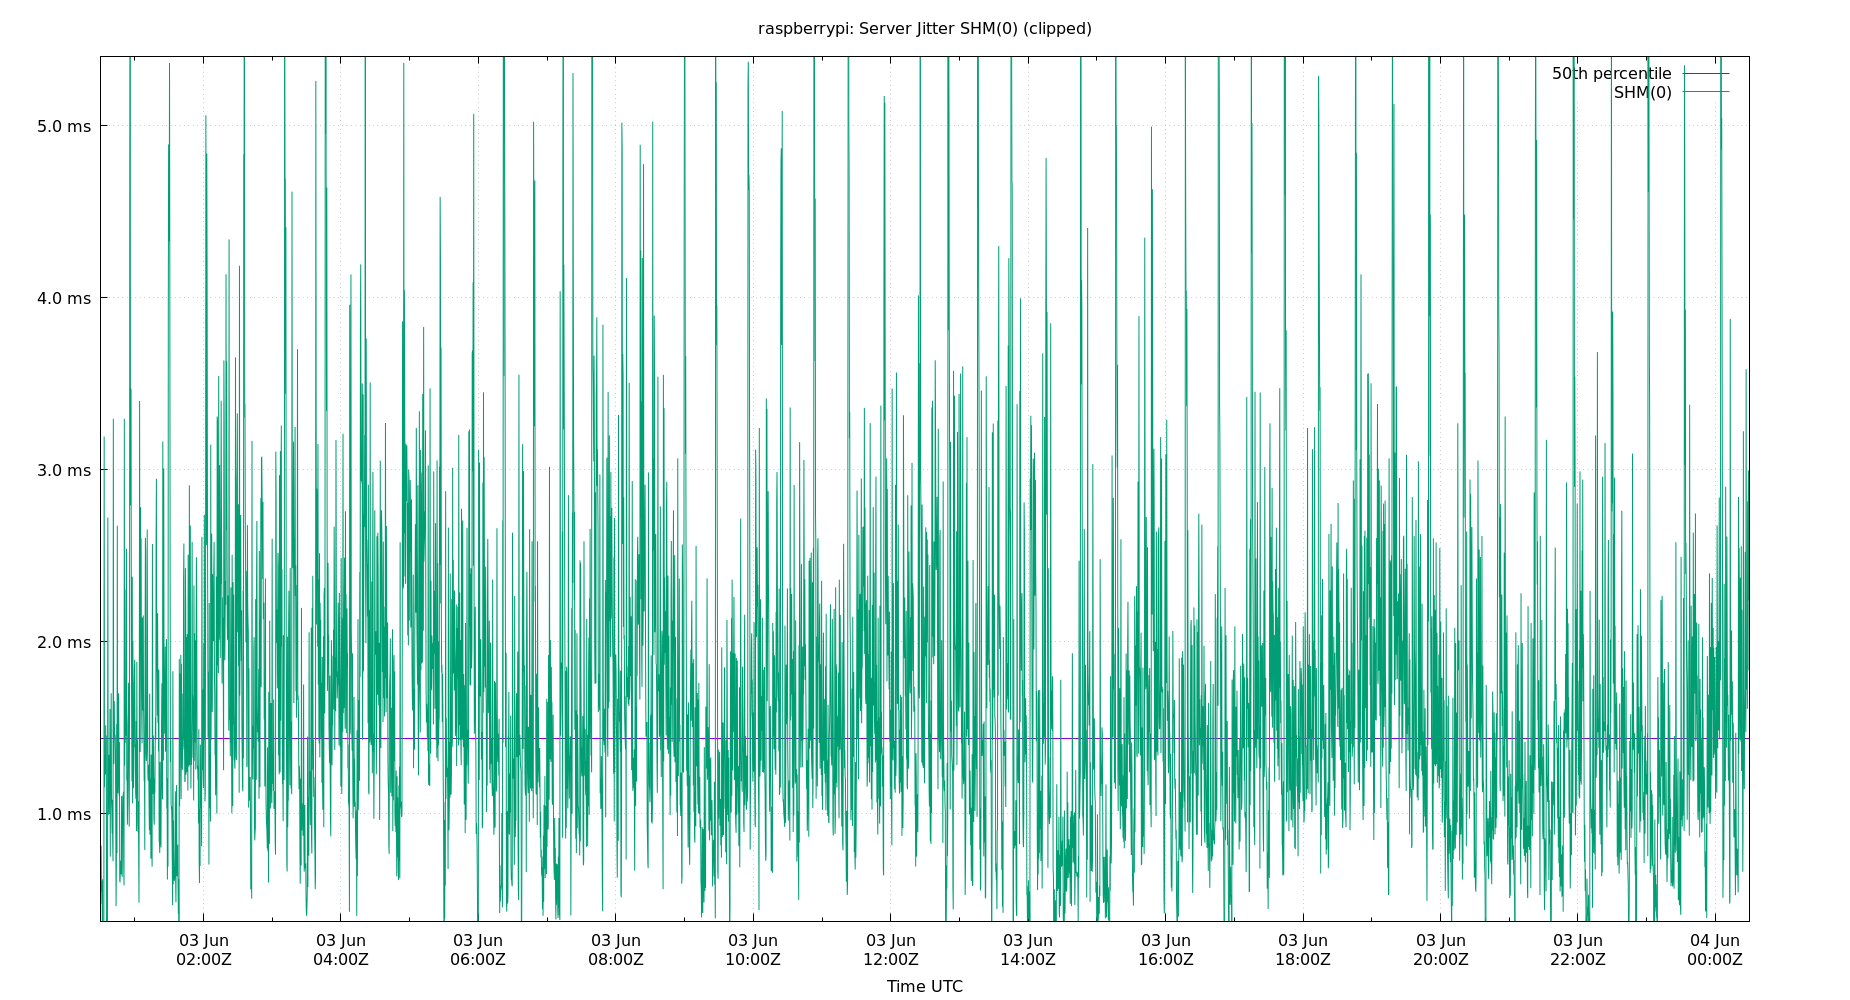 raspberrypi: Server Jitter SHM(0) (clipped)
50th percentile
SHM(0)
5.0 ms
4.0 ms
3.0 ms
2.0 ms
1.0 ms
03 Jun 03 Jun 03 Jun 03 Jun 03 Jun 03 Jun 03 Jun 03 Jun 03 Jun 03 Jun 03 Jun 04 Jun
02:00Z 04:00Z 06:00Z 08:00Z 10:00Z 12:00Z 14:00Z 16:00Z 18:00Z 20:00Z 22:00Z 00:00Z
Time UTC